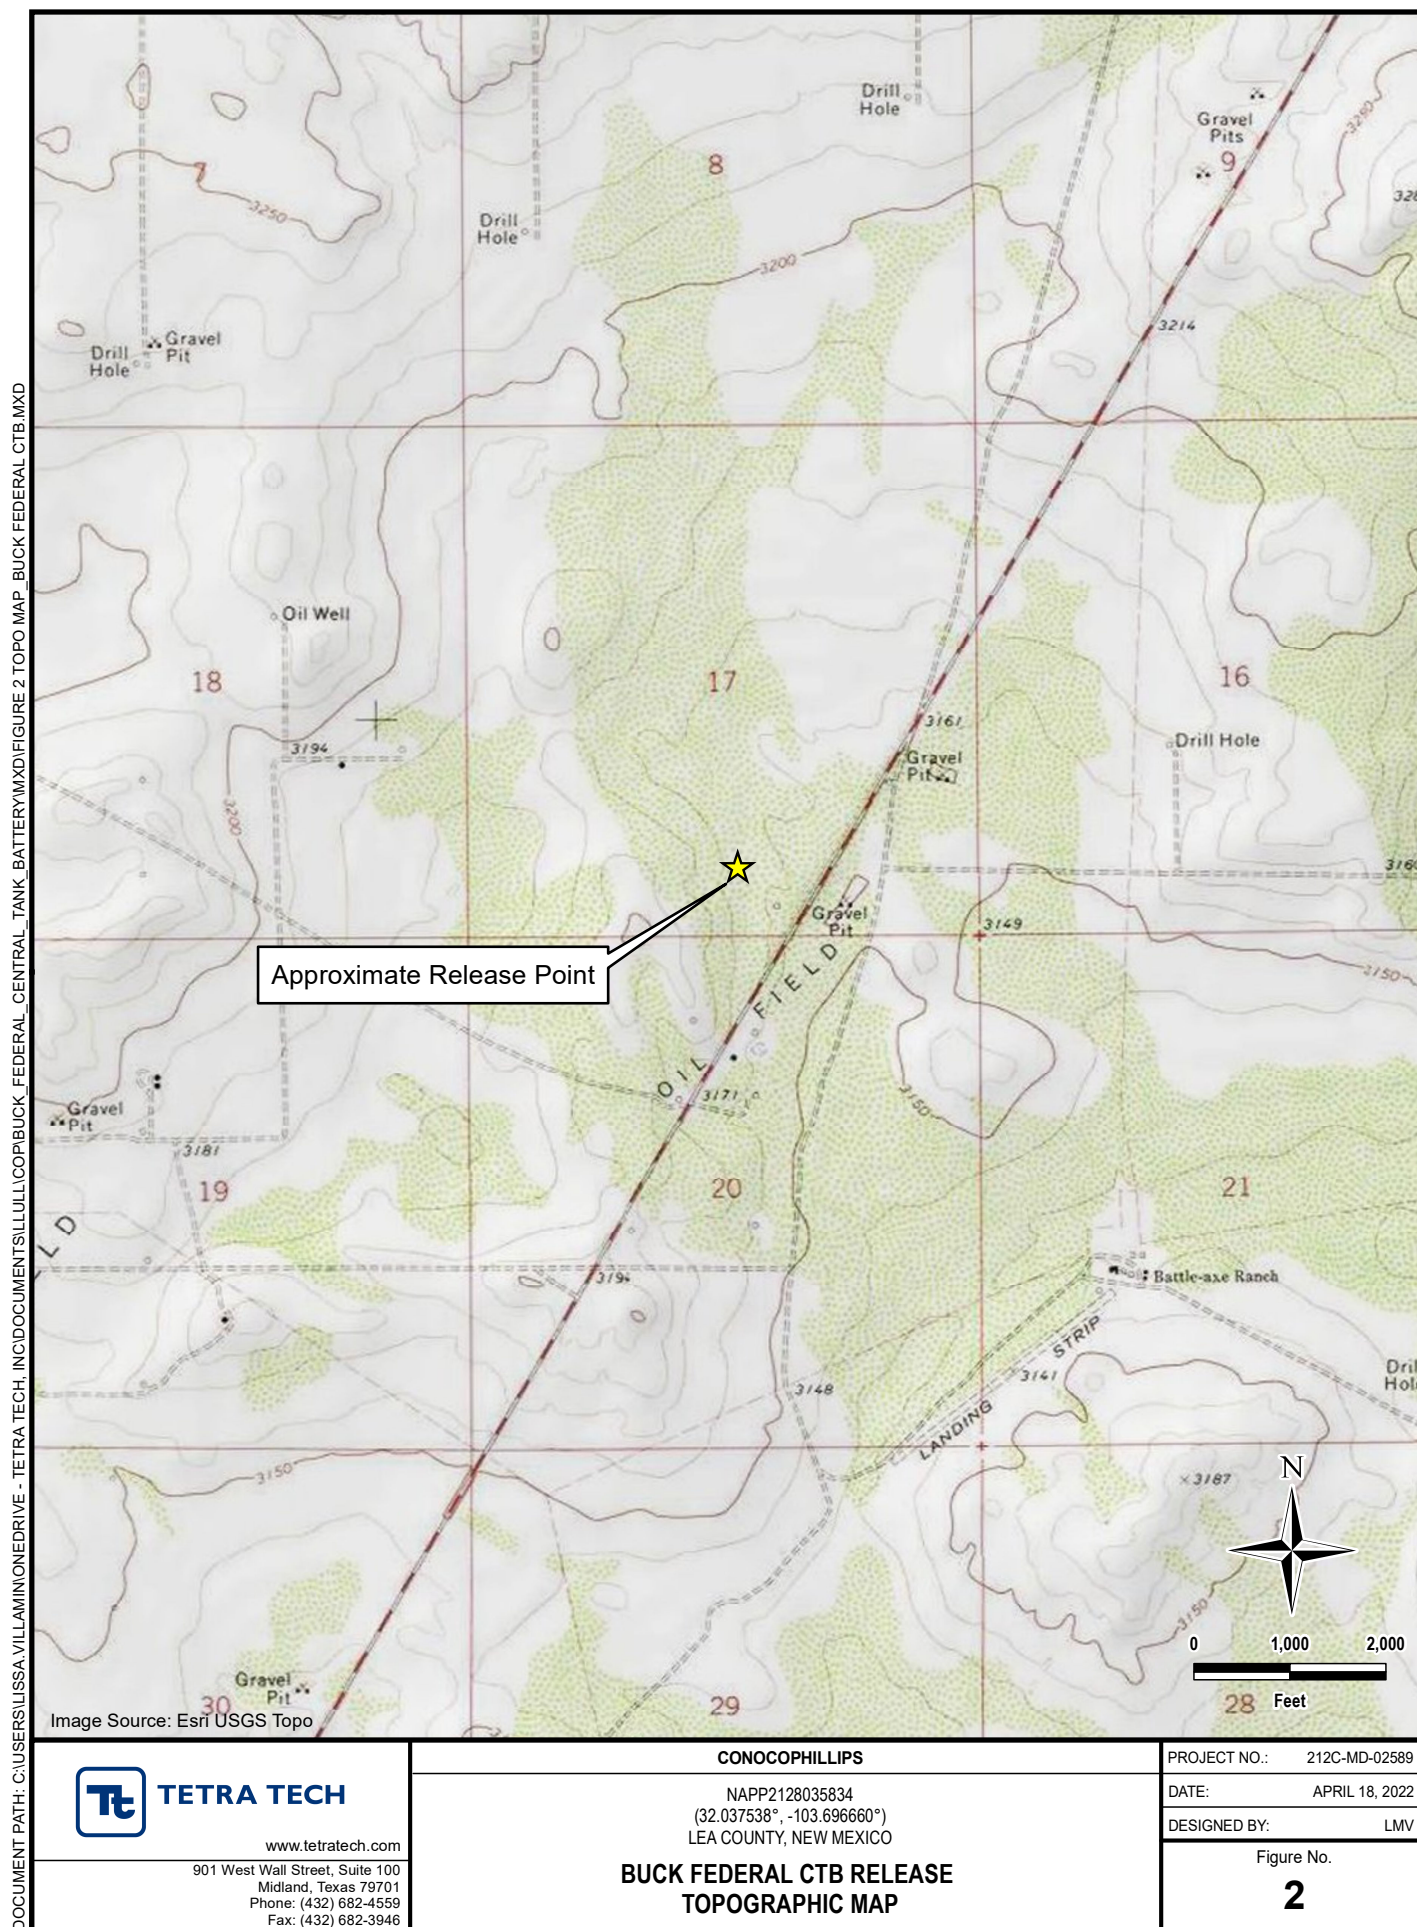 DOCUMENT PATH: C:\USERS\LISSA.VILLAMIN\ONEDRIVE - TETRA TECH, INC\DOCUMENTS\LLULL\COP\BUCK_FEDERAL_CENTRAL_TANK_BATTERY\MXD\FIGURE 2 TOPO MAP_BUCK FEDERAL CTB.MXD
Drill
Hole
Gravel
Pits
9
3250
8
3250
Drill
Hole
3200
3214
Gravel
Pit
Drill
Hole
Oil Well
18
17
16
3161
3194
Drill Hole
Gravel
Pit
3200
Gravel
Pit
3149
3150
Approximate Release Point
OIL FIELD
3171
3150
Gravel
Pit
3181
19
20
21
3194
Battle-axe Ranch
LANDING STRIP
3141
3148
3150
3187
N
3150
0 1,000 2,000
Feet
Gravel
Pit
30
29
28
Image Source: Esri USGS Topo
Tt TETRA TECH
www.tetratech.com
901 West Wall Street, Suite 100
Midland, Texas 79701
Phone: (432) 682-4559
Fax: (432) 682-3946
CONOCOPHILLIPS
NAPP2128035834
(32.037538°, -103.696660°)
LEA COUNTY, NEW MEXICO
BUCK FEDERAL CTB RELEASE
TOPOGRAPHIC MAP
PROJECT NO.: 212C-MD-02589
DATE: APRIL 18, 2022
DESIGNED BY: LMV
Figure No.
2